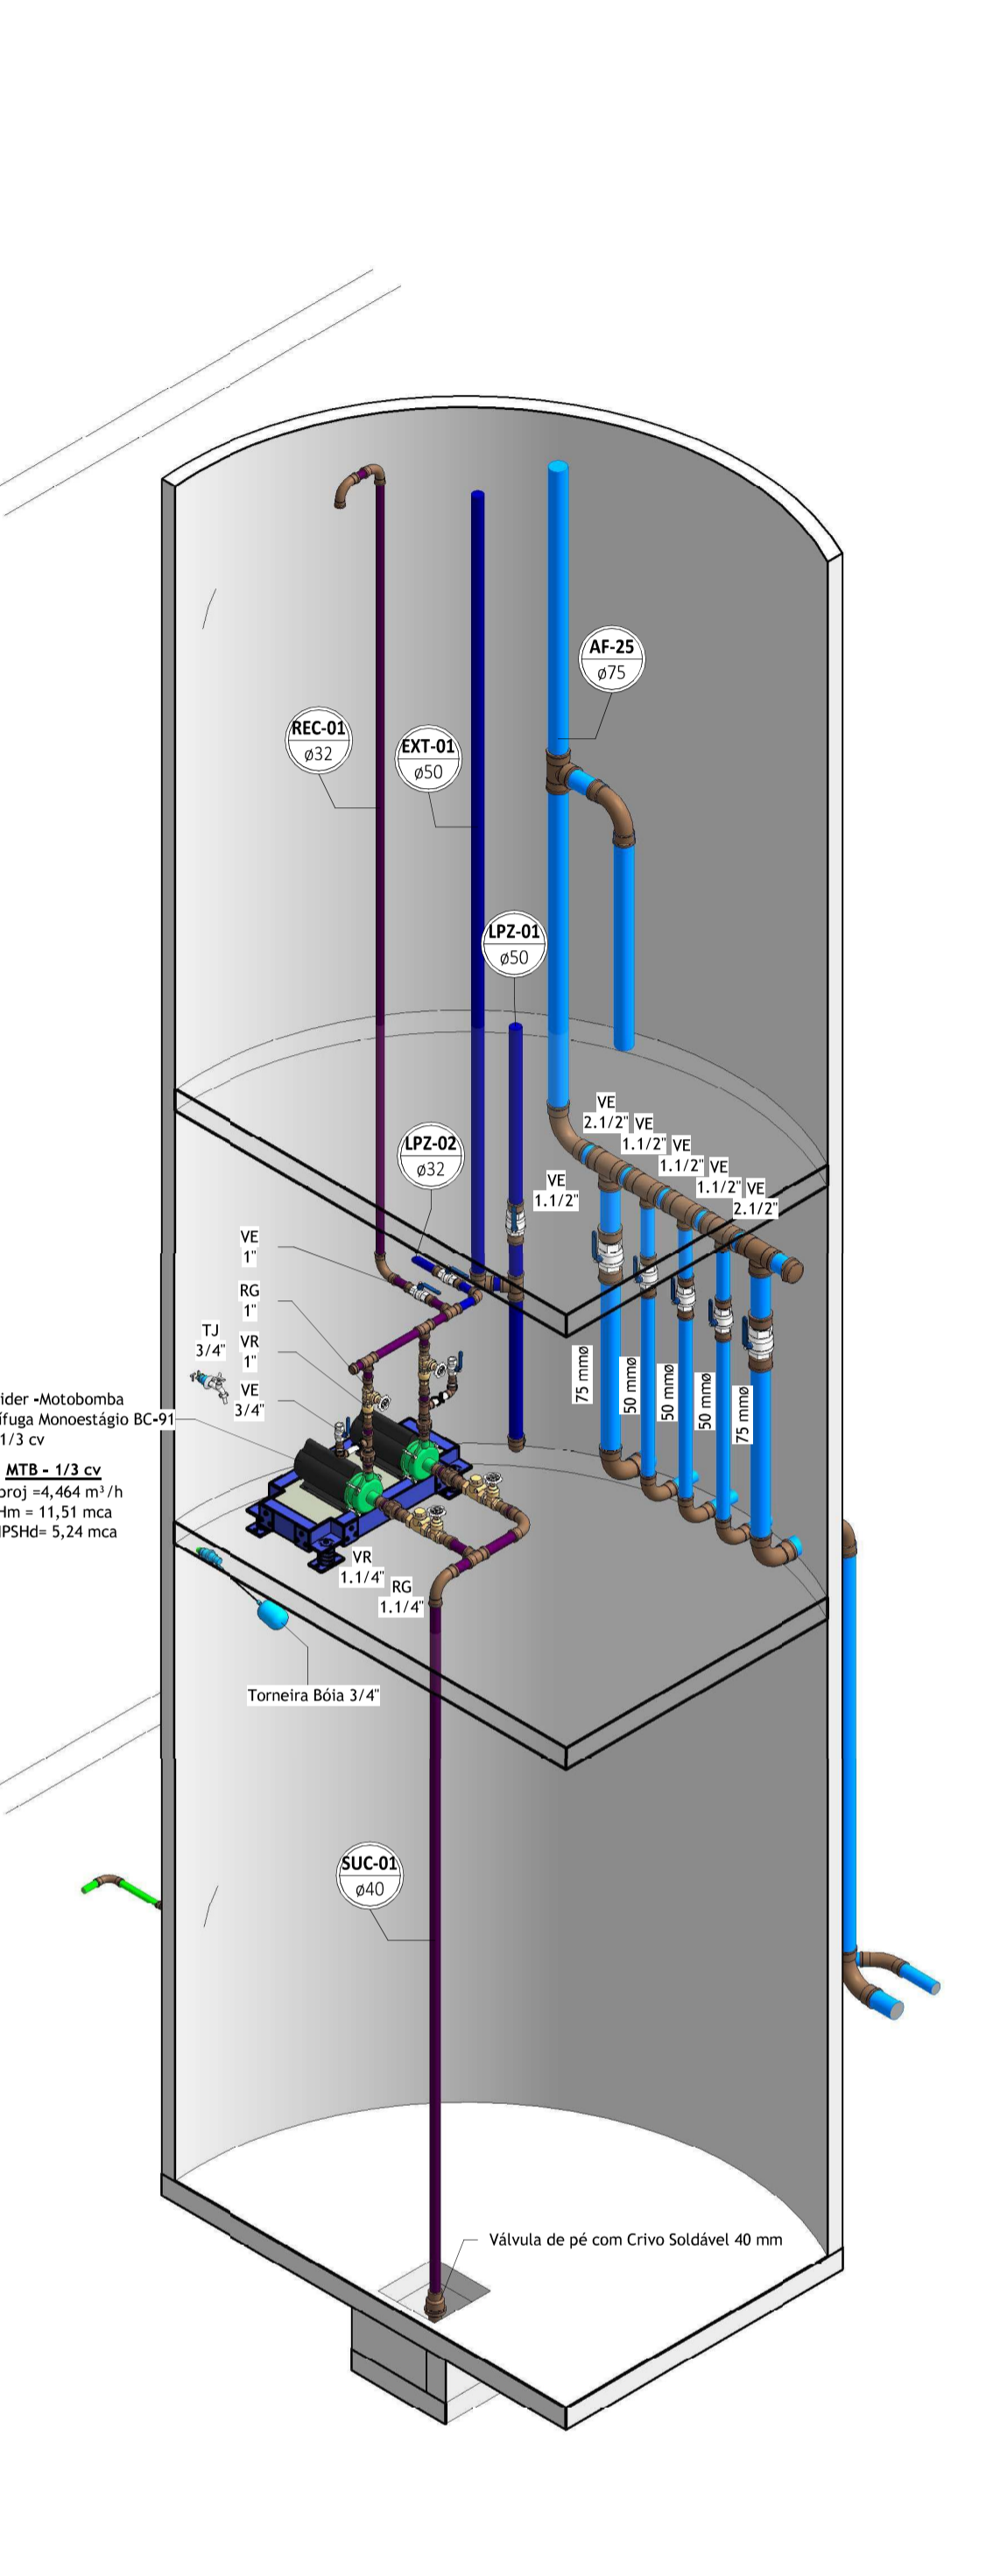 AF-25
ø75
REC-01
ø32
EXT-01
ø50
LPZ-01
ø50
LPZ-02
ø32
VE
2.1/2"
VE
1.1/2"
VE
1.1/2"
VE
1.1/2"
VE
2.1/2"
VE
1.1/2"
VE
1"
RG
1"
TJ
3/4"
VR
1"
VE
3/4"
75 mmø
50 mmø
50 mmø
50 mmø
75 mmø
ider -Motobomba
ífuga Monoestágio BC-91
1/3 cv
MTB - 1/3 cv
proj =4,464 m³/h
Hm = 11,51 mca
NPSHd= 5,24 mca
VR
1.1/4"
RG
1.1/4"
Torneira Bóia 3/4"
SUC-01
ø40
Válvula de pé com Crivo Soldável 40 mm